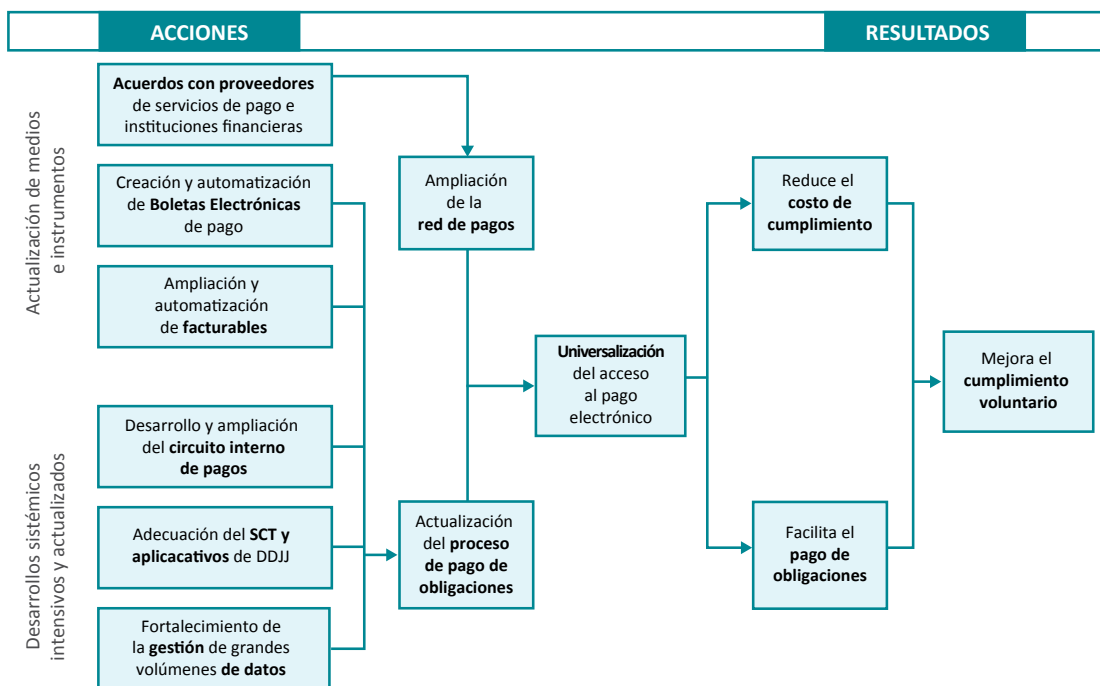 ACCIONES
RESULTADOS
Actualización de medios
e instrumentos
Acuerdos con proveedores
de servicios de pago e
instituciones financieras
Creación y automatización
de Boletas Electrónicas
de pago
Ampliación y
automatización
de facturables
Desarrollos sistémicos
intensivos y actualizados
Desarrollo y ampliación
del circuito interno
de pagos
Adecuación del SCT y
aplicacativos de DDJJ
Fortalecimiento de
la gestión de grandes
volúmenes de datos
Ampliación
de la
red de pagos
Actualización
del proceso
de pago de
obligaciones
Universalización
del acceso
al pago
electrónico
Reduce el
costo de
cumplimiento
Facilita el
pago de
obligaciones
Mejora el
cumplimiento
voluntario